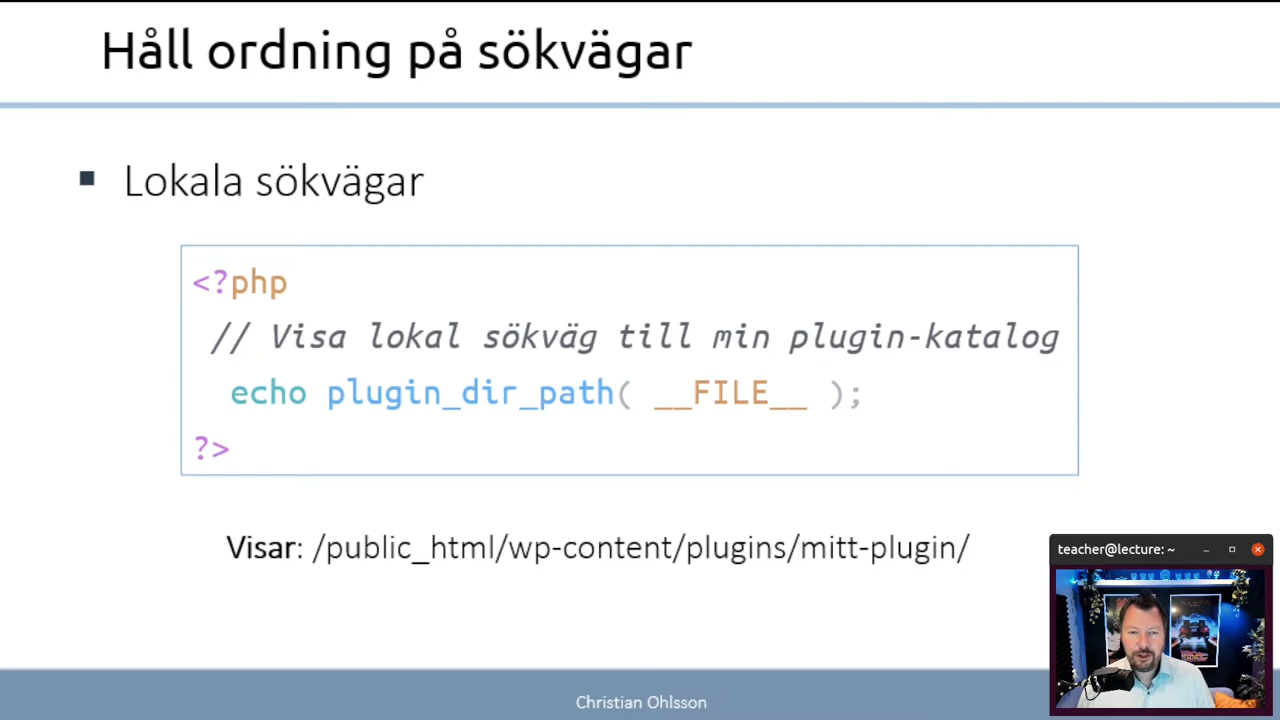 Håll ordning på sökvägar
Lokala sökvägar
<?php
// Visa lokal sökväg till min plugin-katalog
echo plugin_dir_path( __FILE__ );
?>
Visar: /public_html/wp-content/plugins/mitt-plugin/
teacher@lecture: ~
Christian Ohlsson